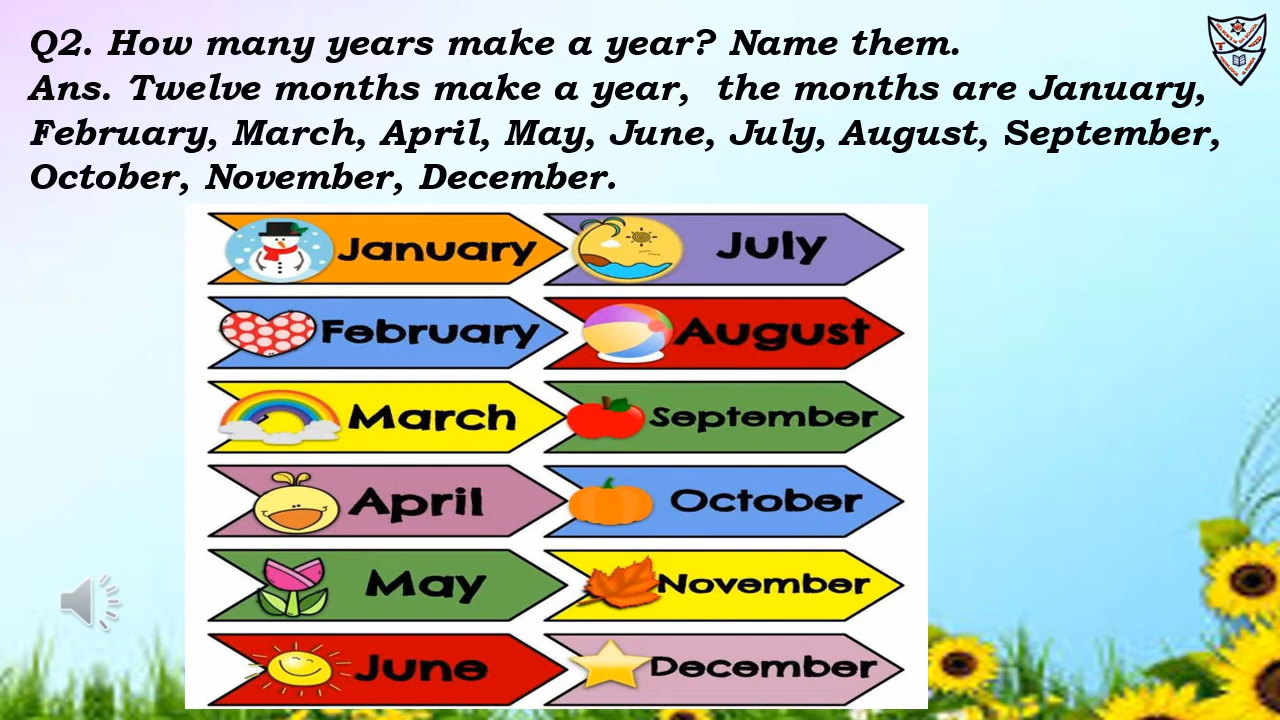 Q2. How many years make a year? Name them.
Ans. Twelve months make a year,  the months are January,
February, March, April, May, June, July, August, September,
October, November, December.
January
July
February
August
March
September
April
October
May
November
June
December